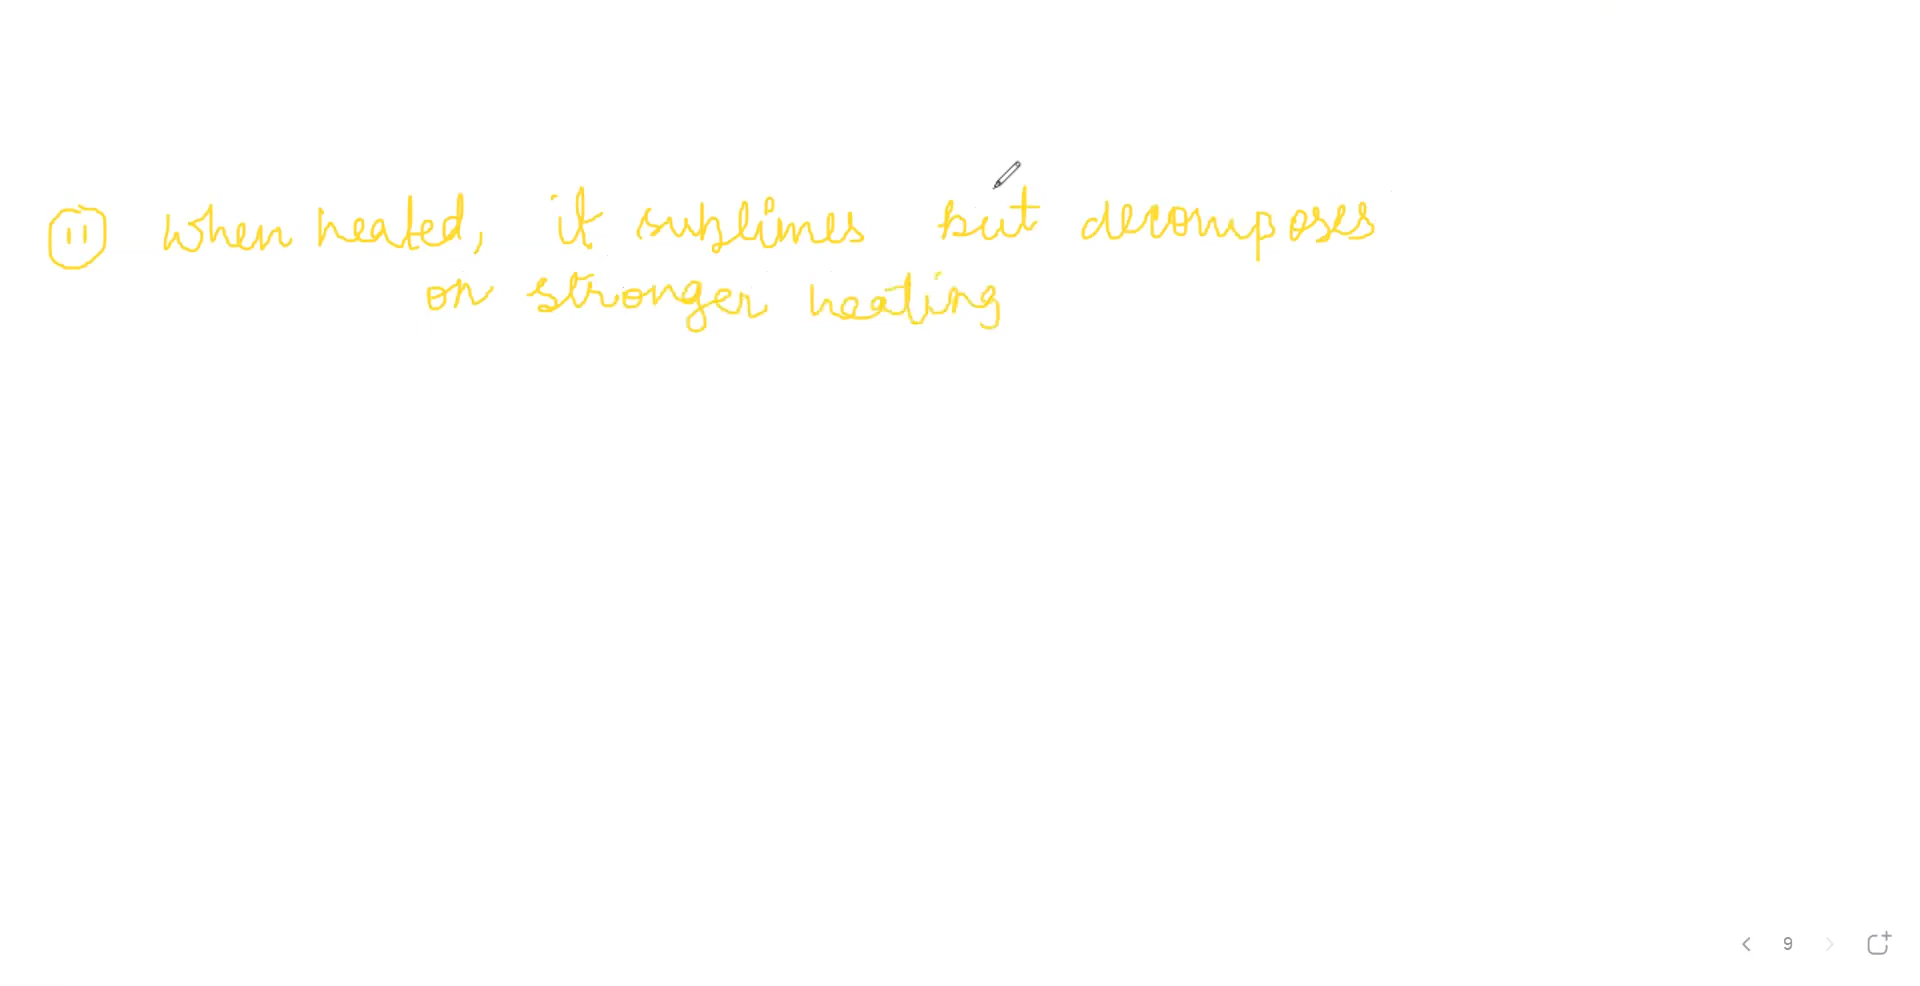 11 When heated, it sublimes but decomposes
on stronger heating
9